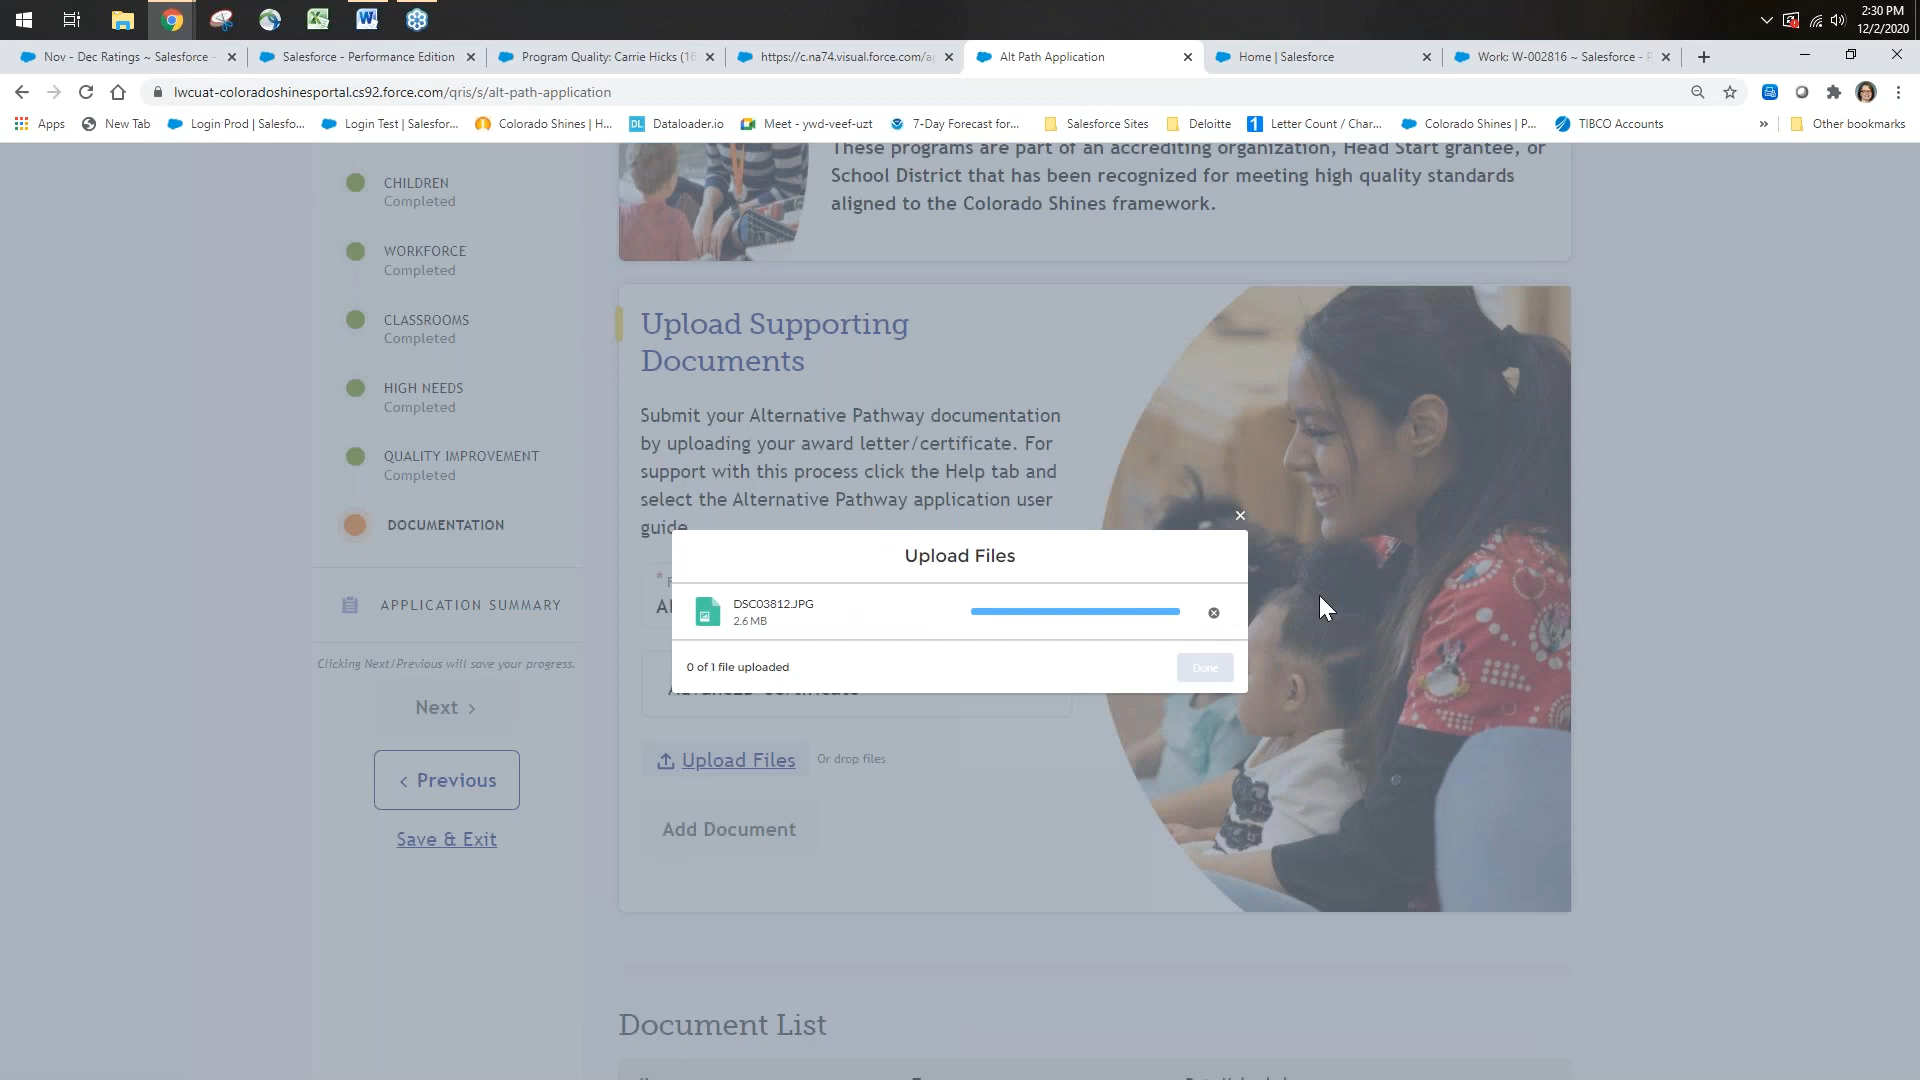 2:30 PM
12/2/2020
Nov - Dec Ratings ~ Salesforce -
Salesforce - Performance Edition
Program Quality: Carrie Hicks (16
https://c.na74.visual.force.com/a
Alt Path Application
Home | Salesforce
Work: W-002816 ~ Salesforce - P
lwcuat-coloradoshinesportal.cs92.force.com/qris/s/alt-path-application
Apps
New Tab
Login Prod | Salesfo...
Login Test | Salesfor...
Colorado Shines | H...
DL Dataloader.io
Meet - ywd-veef-uzt
7-Day Forecast for...
Salesforce Sites
Deloitte
1 Letter Count / Char...
Colorado Shines | P...
TIBCO Accounts
»
Other bookmarks
These programs are part of an accrediting organization, Head Start grantee, or
School District that has been recognized for meeting high quality standards
aligned to the Colorado Shines framework.
CHILDREN
Completed
WORKFORCE
Completed
CLASSROOMS
Completed
HIGH NEEDS
Completed
QUALITY IMPROVEMENT
Completed
DOCUMENTATION
APPLICATION SUMMARY
Clicking Next/Previous will save your progress.
Next >
< Previous
Save & Exit
Upload Supporting
Documents
Submit your Alternative Pathway documentation
by uploading your award letter/certificate. For
support with this process click the Help tab and
select the Alternative Pathway application user
guide
Upload Files
DSC03812.JPG
2.6 MB
0 of 1 file uploaded
Done
AdvancED Certificate
Upload Files
Or drop files
Add Document
Document List